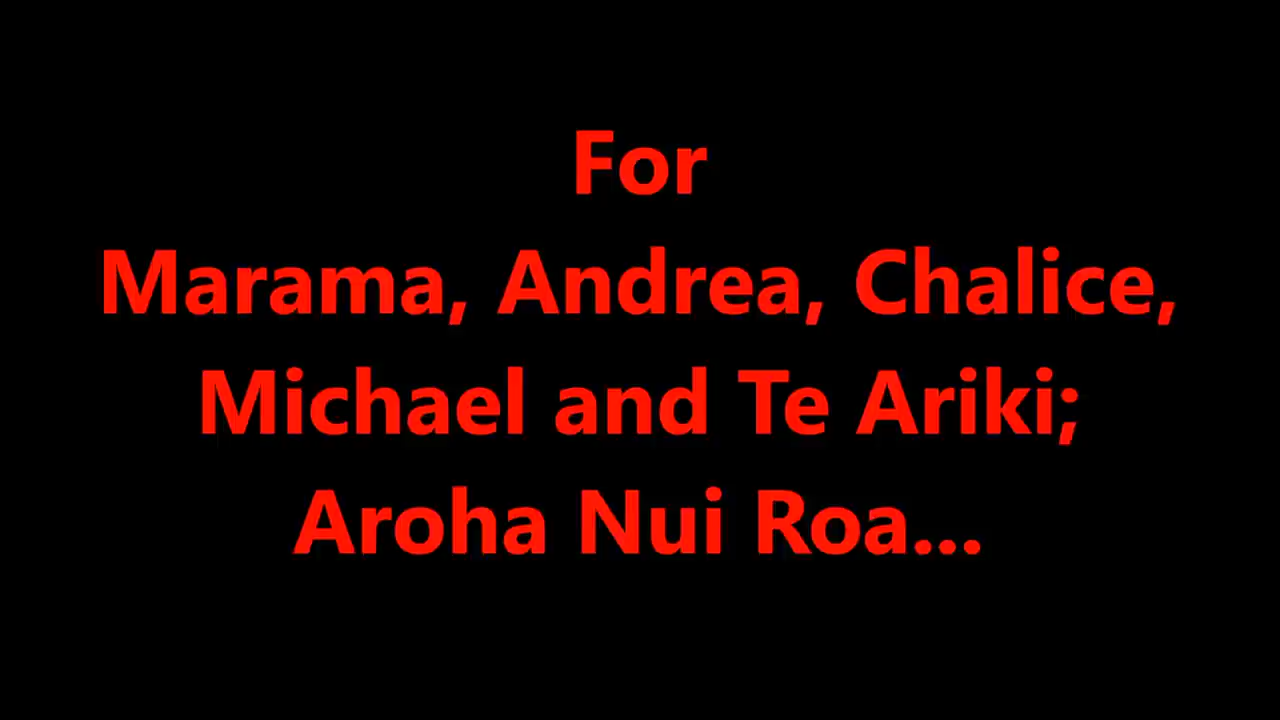 For
Marama, Andrea, Chalice,
Michael and Te Ariki;
Aroha Nui Roa...